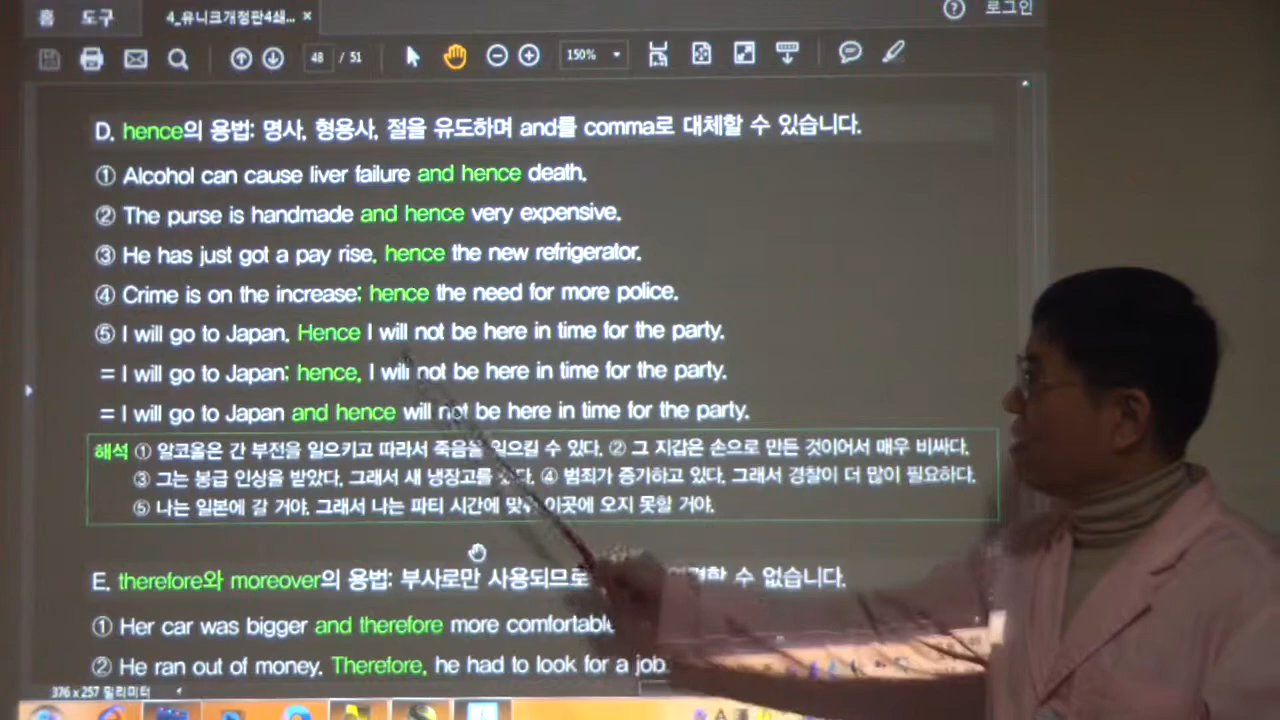 홈 도구 4_유니크개정판4쇄... × 로그인
48 / 51 150%
D. hence의 용법: 명사, 형용사, 절을 유도하며 and를 comma로 대체할 수 있습니다.
① Alcohol can cause liver failure and hence death.
② The purse is handmade and hence very expensive.
③ He has just got a pay rise, hence the new refrigerator.
④ Crime is on the increase; hence the need for more police.
⑤ I will go to Japan. Hence I will not be here in time for the party.
= I will go to Japan; hence, I will not be here in time for the party.
= I will go to Japan and hence will not be here in time for the party.
해석 ① 알코올은 간 부전을 일으키고 따라서 죽음을 일으킬 수 있다. ② 그 지갑은 손으로 만든 것이어서 매우 비싸다.
③ 그는 봉급 인상을 받았다, 그래서 새 냉장고를 다. ④ 범죄가 증가하고 있다. 그래서 경찰이 더 많이 필요하다.
⑤ 나는 일본에 갈 거야, 그래서 나는 파티 시간에 이곳에 오지 못할 거야.
E. therefore와 moreover의 용법: 부사로만 사용되므로 수 없습니다.
① Her car was bigger and therefore more
② He ran out of money. Therefore, he had to look for a job
376 x 257 밀리미터